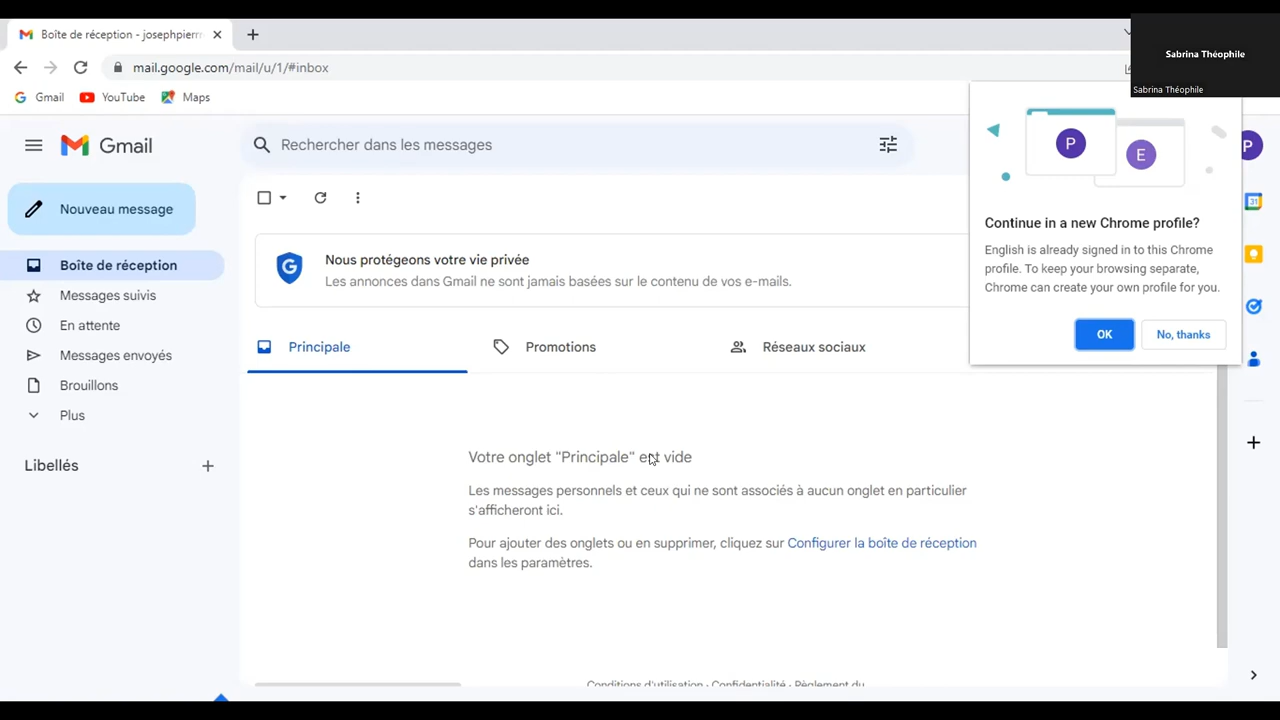 Boîte de réception - josephpierr
Sabrina Théophile
Sabrina Théophile
mail.google.com/mail/u/1/#inbox
Gmail
YouTube
Maps
P
E
Gmail
Rechercher dans les messages
P
Nouveau message
Continue in a new Chrome profile?
English is already signed in to this Chrome
profile. To keep your browsing separate,
Chrome can create your own profile for you.
OK
No, thanks
Boîte de réception
Messages suivis
En attente
Messages envoyés
Brouillons
Plus
Libellés
Nous protégeons votre vie privée
Les annonces dans Gmail ne sont jamais basées sur le contenu de vos e-mails.
Principale
Promotions
Réseaux sociaux
31
Votre onglet "Principale" est vide
Les messages personnels et ceux qui ne sont associés à aucun onglet en particulier
s'afficheront ici.
Pour ajouter des onglets ou en supprimer, cliquez sur Configurer la boîte de réception
dans les paramètres.
Conditions d'utilisation · Confidentialité · Règlement du